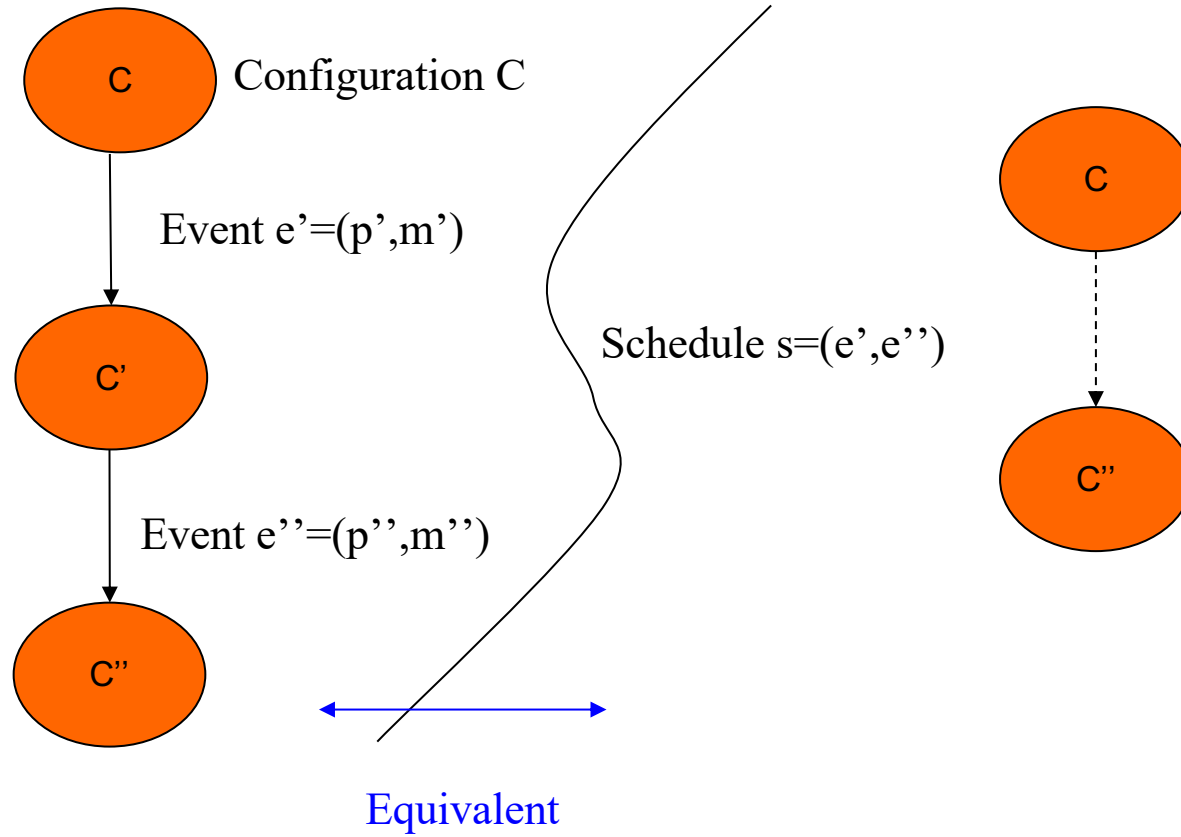 C
Configuration C
Event e’=(p’,m’)
C’
Event e’’=(p’’,m’’)
C’’
Equivalent
Schedule s=(e’,e’’)
C
C’’